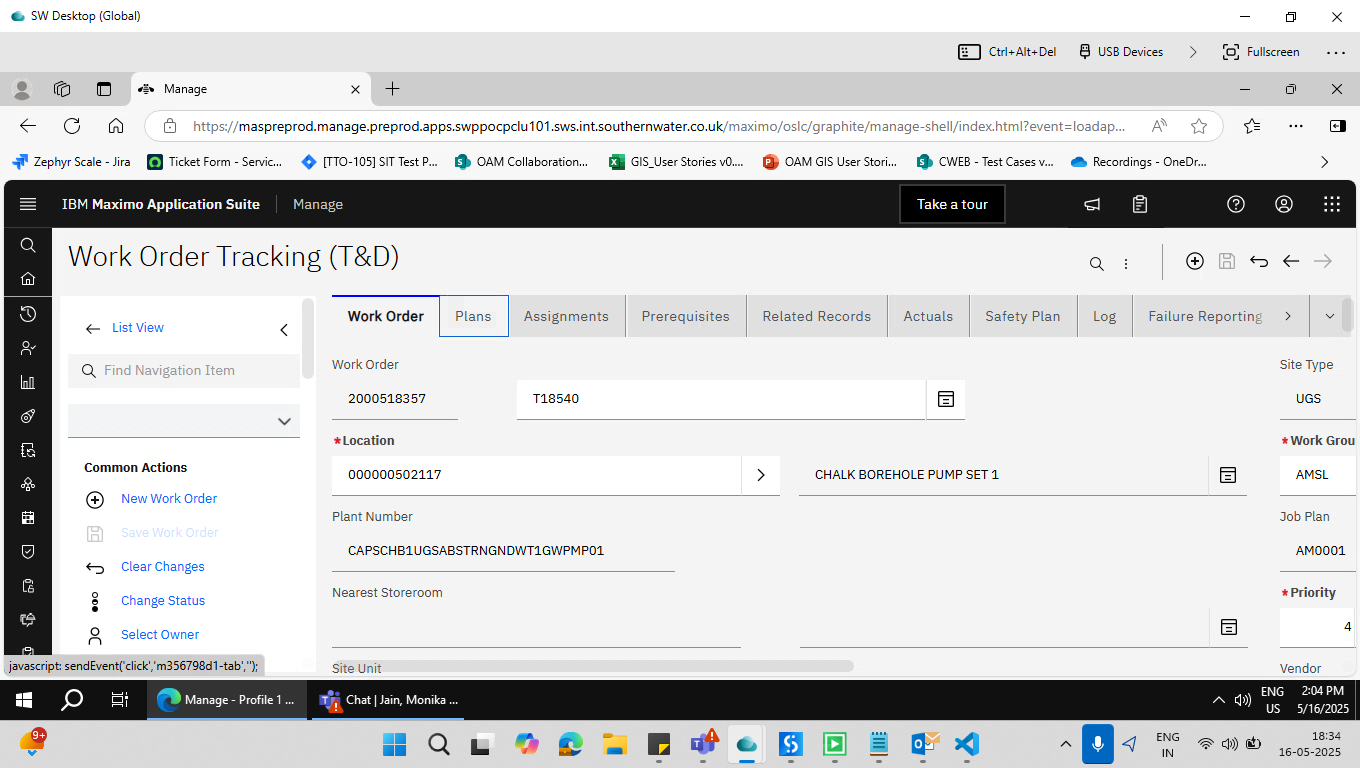 SW Desktop (Global)
Ctrl+Alt+Del
USB Devices
Fullscreen
Manage
https://maspreprod.manage.preprod.apps.swppocpclu101.sws.int.southernwater.co.uk/maximo/oslc/graphite/manage-shell/index.html?event=loadap...
Zephyr Scale - Jira
Ticket Form - Servic...
[TTO-105] SIT Test P...
OAM Collaboration...
GIS_User Stories v0....
OAM GIS User Stori...
CWEB - Test Cases v...
Recordings - OneDr...
IBM Maximo Application Suite
Manage
Take a tour
Work Order Tracking (T&D)
List View
Find Navigation Item
Common Actions
New Work Order
Save Work Order
Clear Changes
Change Status
Select Owner
Work Order
Plans
Assignments
Prerequisites
Related Records
Actuals
Safety Plan
Log
Failure Reporting
Work Order
2000518357
T18540
Site Type
UGS
*Location
000000502117
CHALK BOREHOLE PUMP SET 1
*Work Grou
AMSL
Plant Number
CAPSCHB1UGSABSTRNGNDWT1GWPMP01
Job Plan
AM0001
Nearest Storeroom
*Priority
4
Site Unit
Vendor
javascript: sendEvent('click','m356798d1-tab','');
Manage - Profile 1 ...
Chat | Jain, Monika ...
ENG
US
2:04 PM
5/16/2025
9+
ENG
IN
18:34
16-05-2025